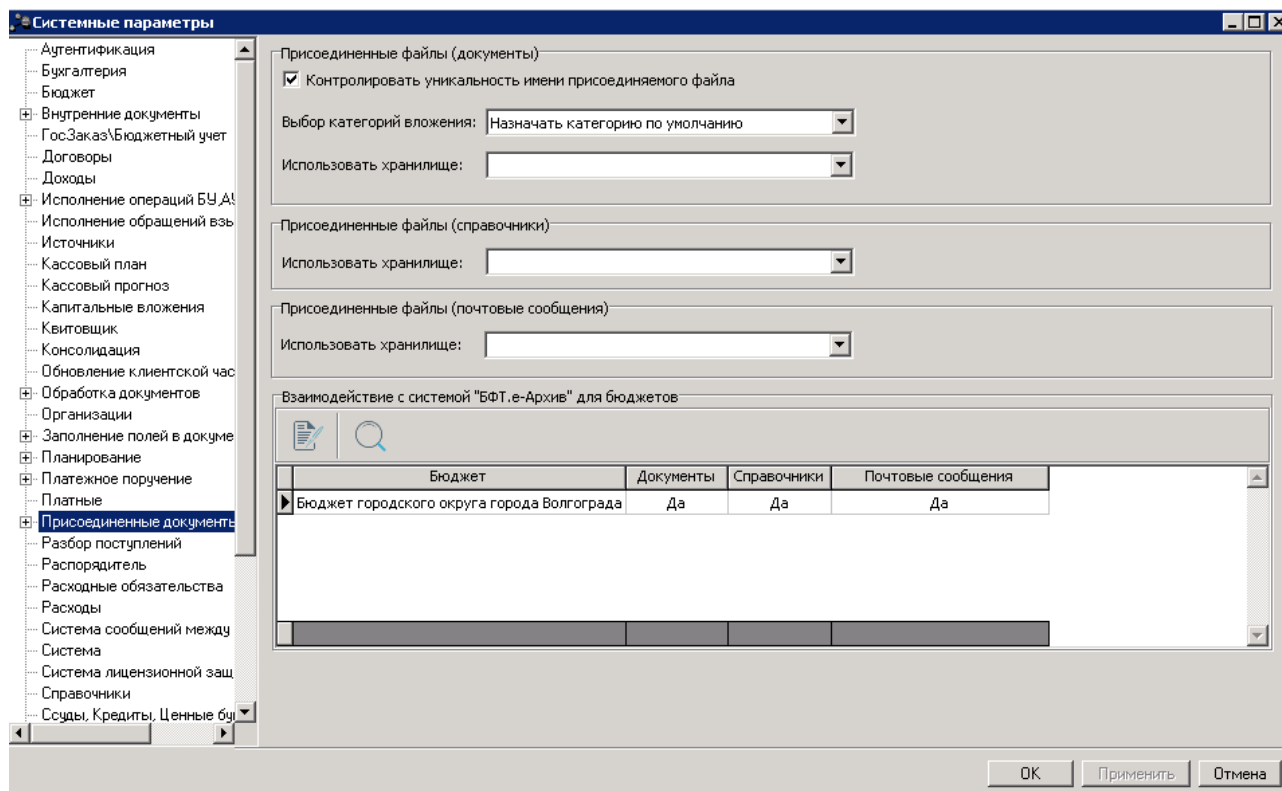 Системные параметры
Аутентификация
Бухгалтерия
Бюджет
Внутренние документы
ГосЗаказ\Бюджетный учет
Договоры
Доходы
Исполнение операций БУ,АУ
Исполнение обращений взы
Источники
Кассовый план
Кассовый прогноз
Капитальные вложения
Квитовщик
Консолидация
Обновление клиентской час
Обработка документов
Организации
Заполнение полей в докуме
Планирование
Платежное поручение
Платные
Присоединенные документы
Разбор поступлений
Распорядитель
Расходные обязательства
Расходы
Система сообщений между
Система
Система лицензионной защ
Справочники
Ссуды, Кредиты, Ценные бу
Присоединенные файлы (документы)
Контролировать уникальность имени присоединяемого файла
Выбор категорий вложения: Назначать категорию по умолчанию
Использовать хранилище:
Присоединенные файлы (справочники)
Использовать хранилище:
Присоединенные файлы (почтовые сообщения)
Использовать хранилище:
Взаимодействие с системой "БФТ.е-Архив" для бюджетов
Бюджет Документы Справочники Почтовые сообщения
Бюджет городского округа города Волгограда Да Да Да
OK Применить Отмена